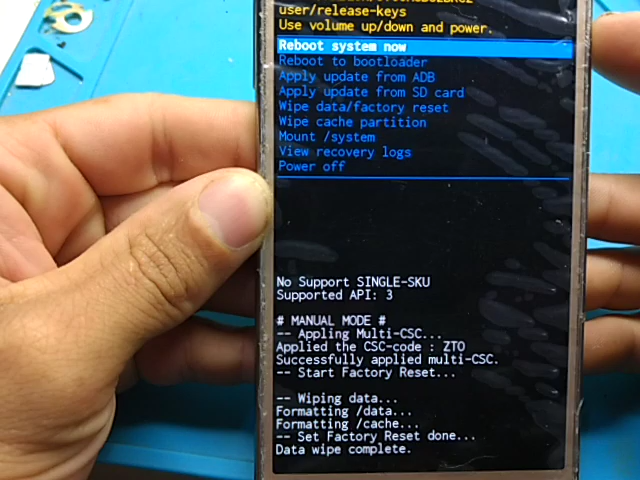 user/release-keys
Use volume up/down and power.
Reboot system now
Reboot to bootloader
Apply update from ADB
Apply update from SD card
Wipe data/factory reset
Wipe cache partition
Mount /system
View recovery logs
Power off
No Support SINGLE-SKU
Supported API: 3
# MANUAL MODE #
-- Appling Multi-CSC...
Applied the CSC-code : ZTO
Successfully applied multi-CSC.
-- Start Factory Reset...
-- Wiping data...
Formatting /data...
Formatting /cache...
-- Set Factory Reset done...
Data wipe complete.